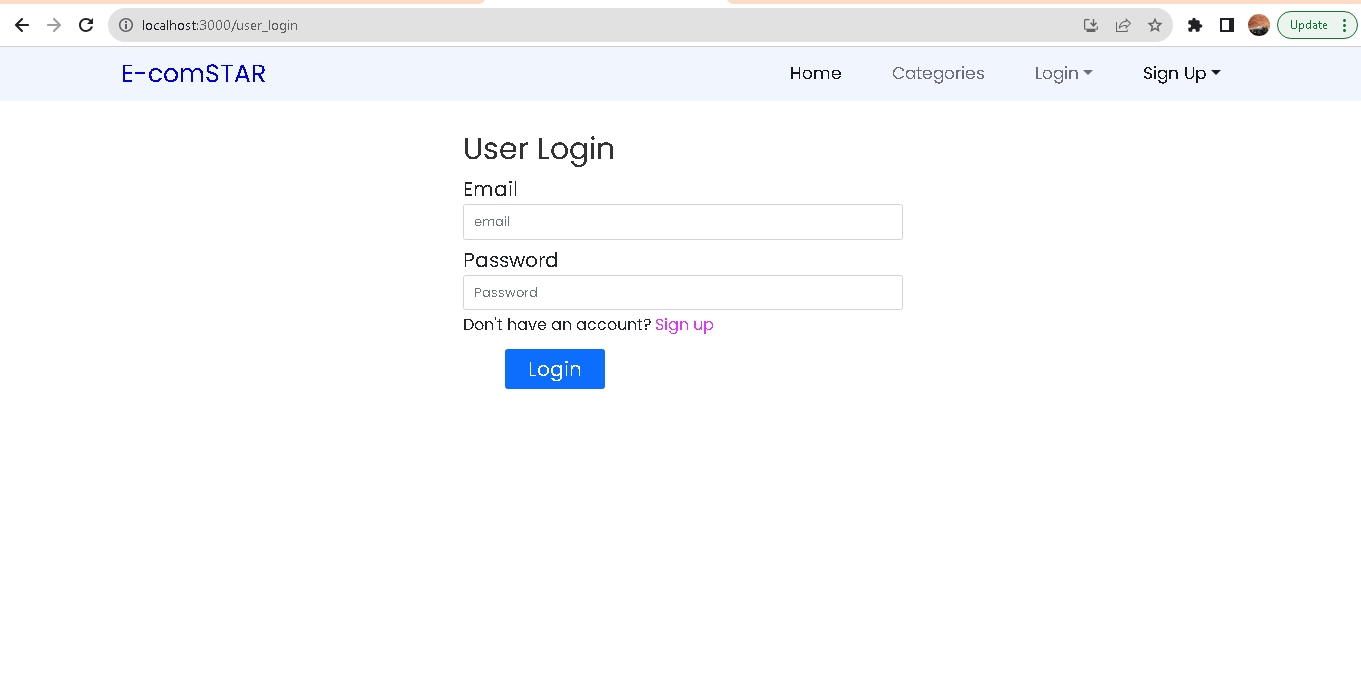 localhost:3000/user_login
Update
E-comSTAR
Home
Categories
Login
Sign Up
User Login
Email
email
Password
Password
Don't have an account? Sign up
Login